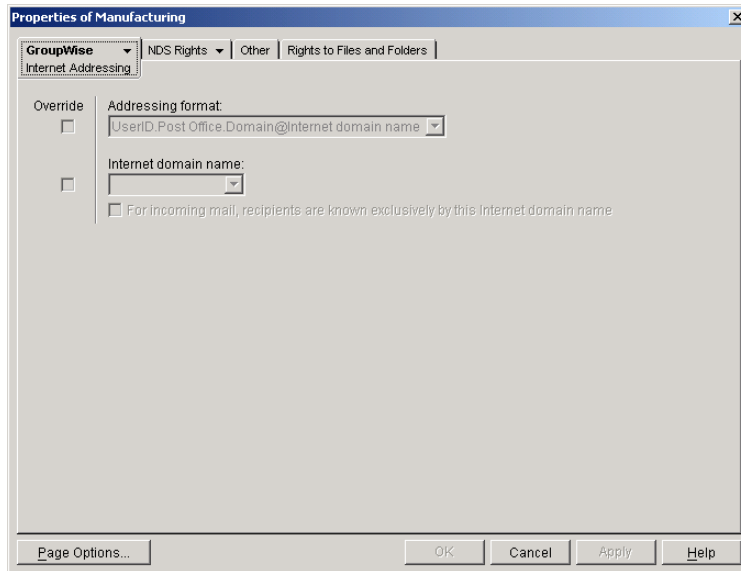 Properties of Manufacturing
GroupWise NDS Rights Other Rights to Files and Folders
Internet Addressing
Override Addressing format:
UserID.Post Office.Domain@Internet domain name
Internet domain name:
For incoming mail, recipients are known exclusively by this Internet domain name
Page Options... OK Cancel Apply Help